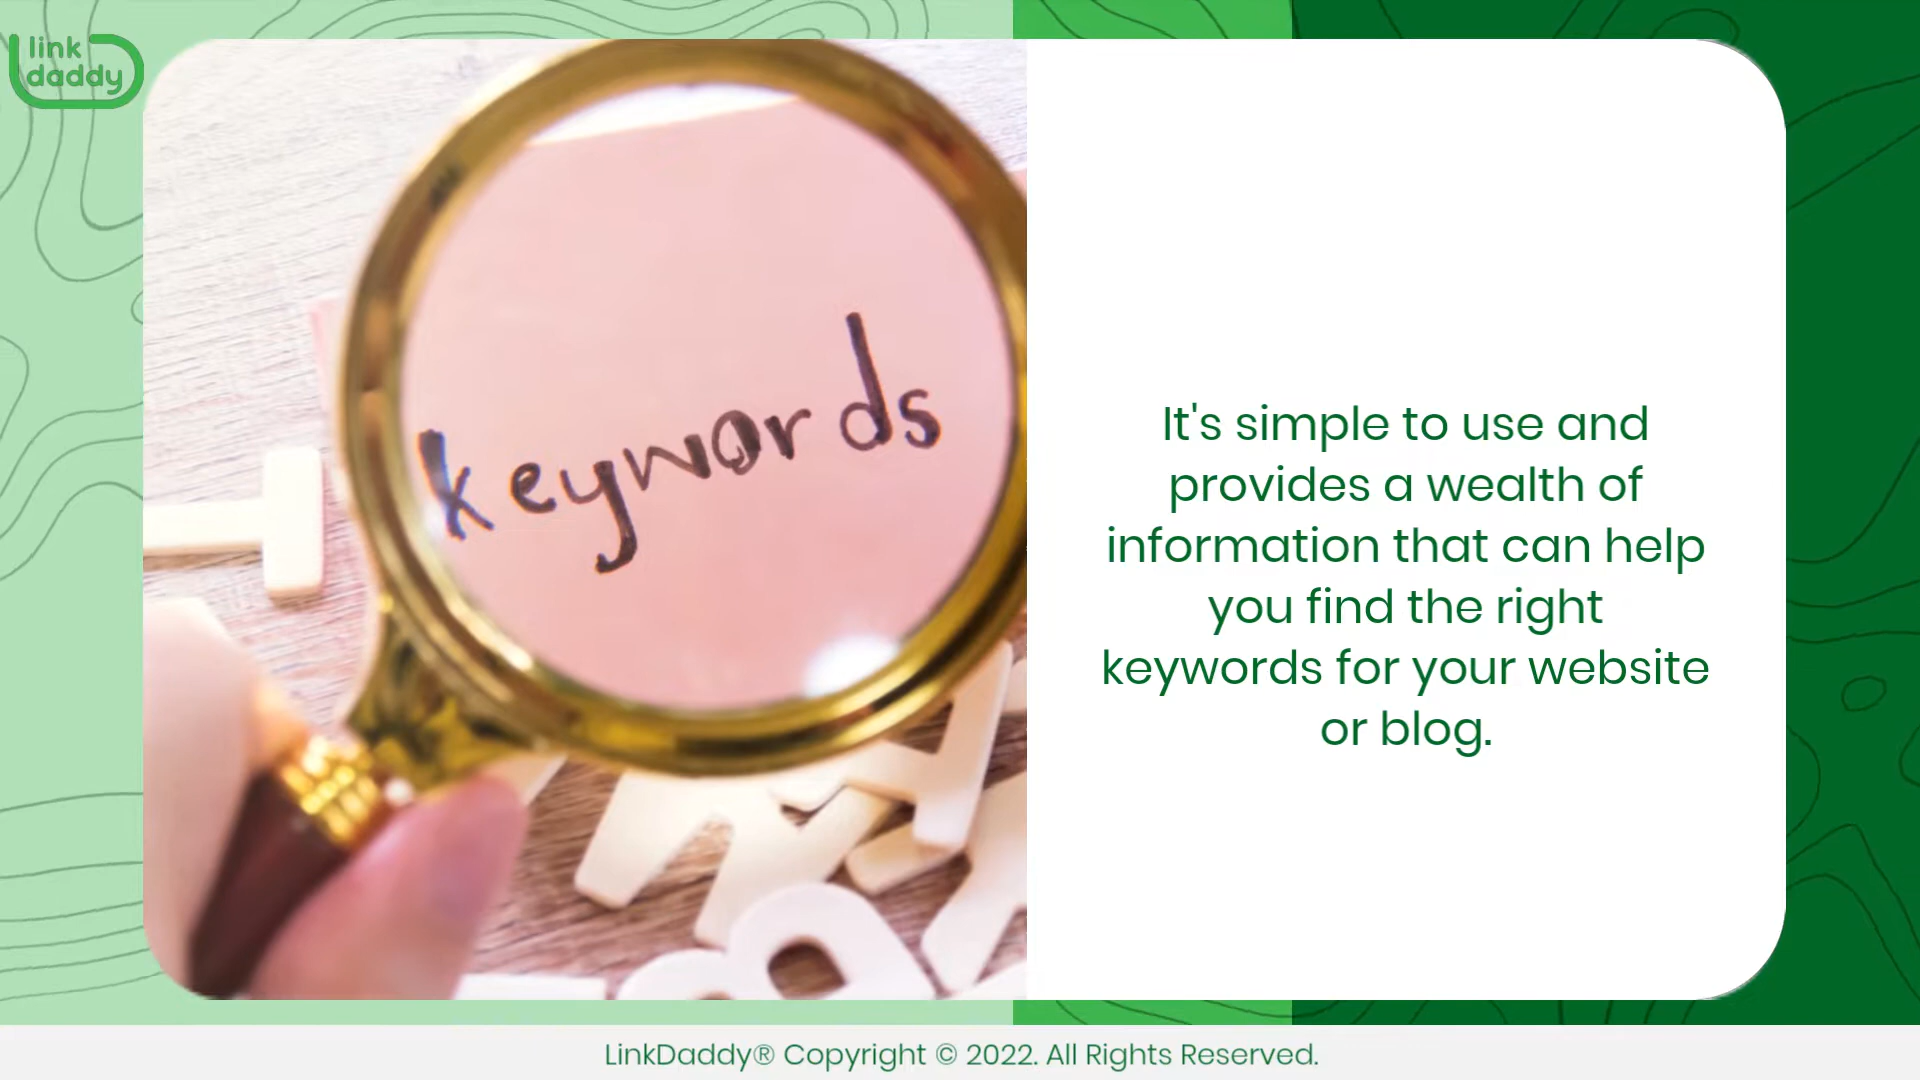 link
daddy
keywords
It's simple to use and
provides a wealth of
information that can help
you find the right
keywords for your website
or blog.
LinkDaddy® Copyright © 2022. All Rights Reserved.